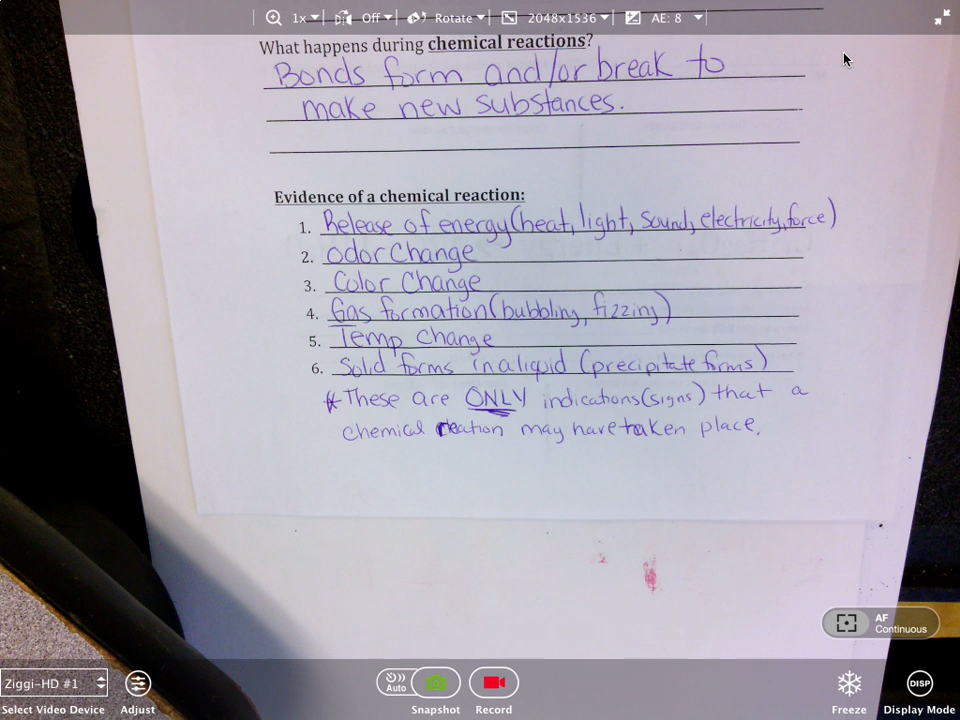 1x Off Rotate 2048x1536 AE: 8
What happens during chemical reactions?
Bonds form and/or break to
make new substances.
Evidence of a chemical reaction:
1. Release of energy (heat, light, sound, electricity, force)
2. odor change
3. Color Change
4. Gas formation (bubbling, fizzing)
5. Temp change
6. Solid forms in a liquid (precipitate forms)
*These are ONLY indications (signs) that a
chemical reation may have taken place.
AF
Continuous
Ziggi-HD #1
Auto
DISP
Select Video Device Adjust Snapshot Record Freeze Display Mode